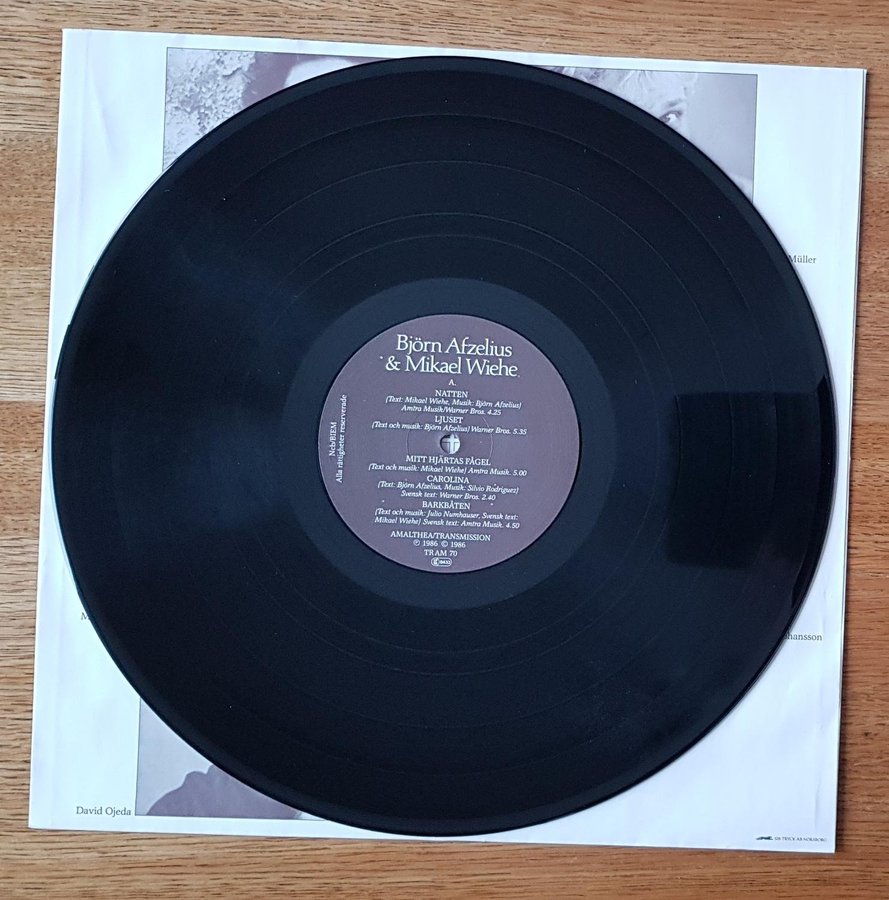 Müller
Björn Afzelius
& Mikael Wiehe
A.
NATTEN
(Text: Mikael Wiehe, Musik: Björn Afzelius)
Amtra Musik/Warner Bros. 4.25
LJUSET
(Text och musik: Björn Afzelius) Warner Bros. 5.35
MITT HJÄRTAS FÅGEL
(Text och musik: Mikael Wiehe) Amtra Musik. 5.00
CAROLINA
(Text: Björn Afzelius, Musik: Silvio Rodriguez)
Svensk text: Warner Bros. 2.40
BARKBÅTEN
(Text och musik: Julio Numhauser, Svensk text:
Mikael Wiehe) Svensk text: Amtra Musik. 4.50
AMALTHEA/TRANSMISSION
℗ 1986 © 1986
TRAM 70
Ncb/BIEM
Alla rättigheter reserverade
M
hansson
David Ojeda
TRYCK AB NORSBORG